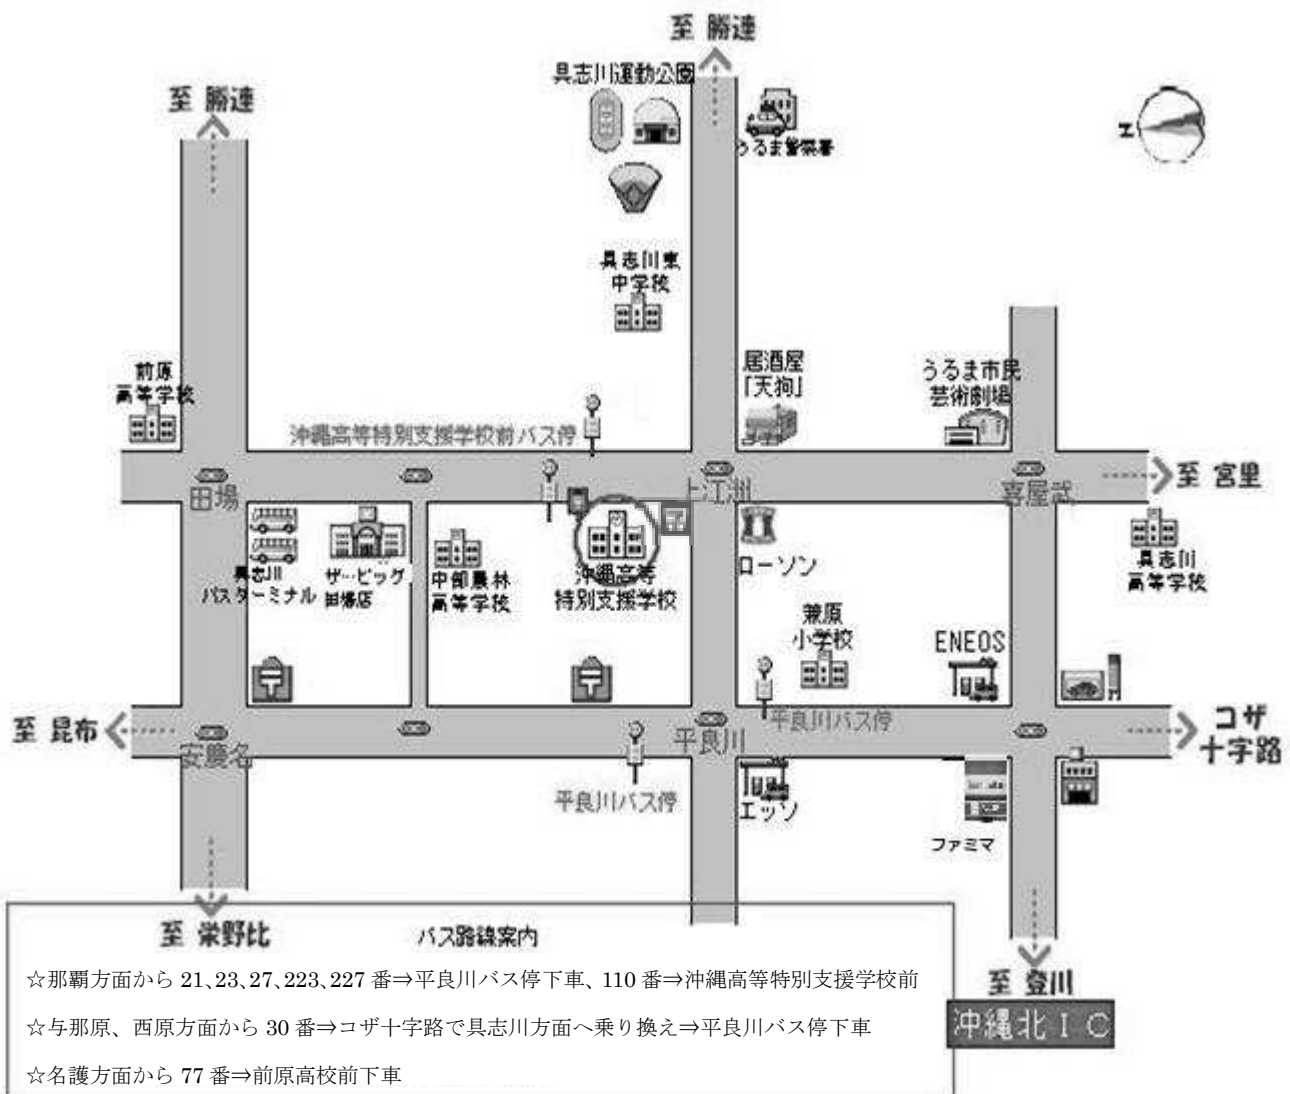 至 勝連
具志川運動公園
至 勝連
うるま警察署
N
具志川東
中学校
前原
高等学校
居酒屋
「天狗」
うるま市民
芸術劇場
沖縄高等特別支援学校前バス停
田場
上江洲
喜屋武
至 宮里
具志川
バスターミナル
ザ・ビッグ
田場店
中部農林
高等学校
沖縄高等
特別支援学校
ローソン
具志川
高等学校
兼原
小学校
ENEOS
至 昆布
安慶名
平良川
平良川バス停
コザ
十字路
平良川バス停
エッソ
ファミマ
至 栄野比
バス路線案内
至 登川
沖縄北IC
☆那覇方面から 21、23、27、223、227 番⇒平良川バス停下車、110 番⇒沖縄高等特別支援学校前
☆与那原、西原方面から 30 番⇒コザ十字路で具志川方面へ乗り換え⇒平良川バス停下車
☆名護方面から 77 番⇒前原高校前下車